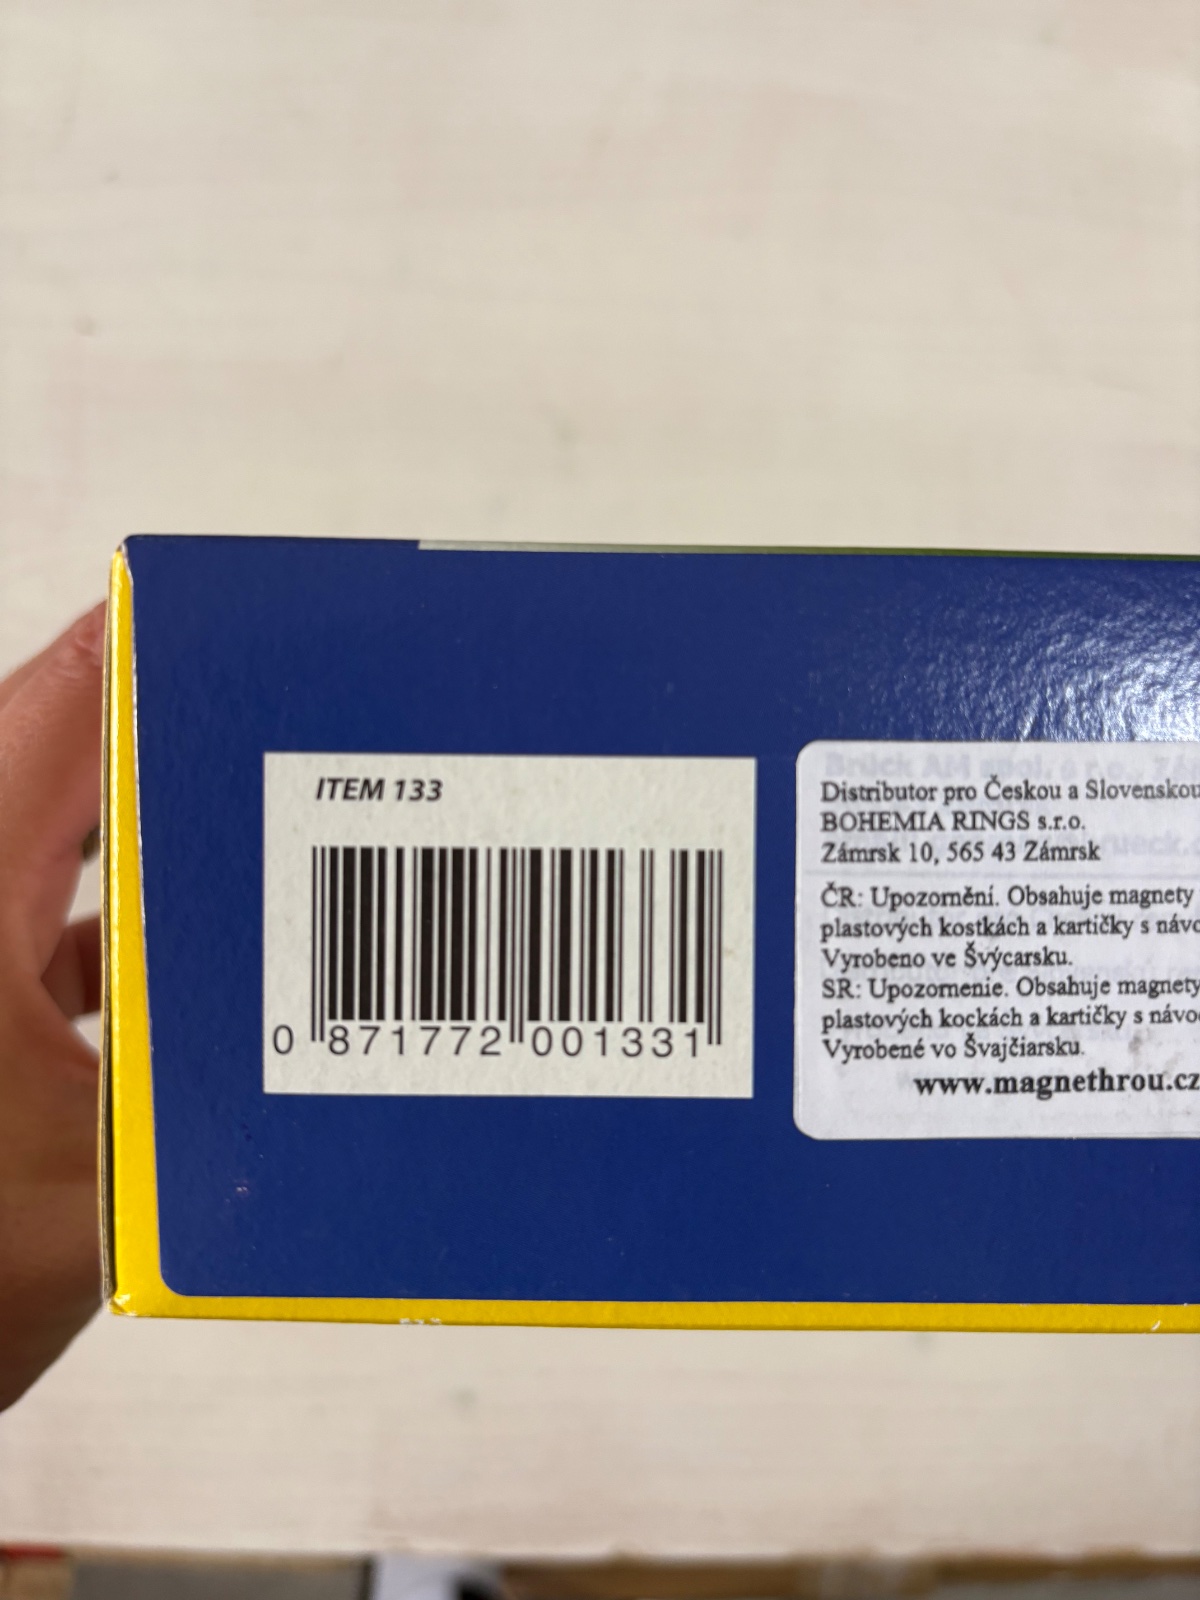 ITEM 133
0 871772 001331
Distributor pro Českou a Slovenskou
BOHEMIA RINGS s.r.o.
Zámrsk 10, 565 43 Zámrsk
ČR: Upozornění. Obsahuje magnety
plastových kostkách a kartičky s návo
Vyrobeno ve Švýcarsku.
SR: Upozornenie. Obsahuje magnety
plastových kockách a kartičky s návo
Vyrobené vo Švajčiarsku.
www.magnethrou.cz